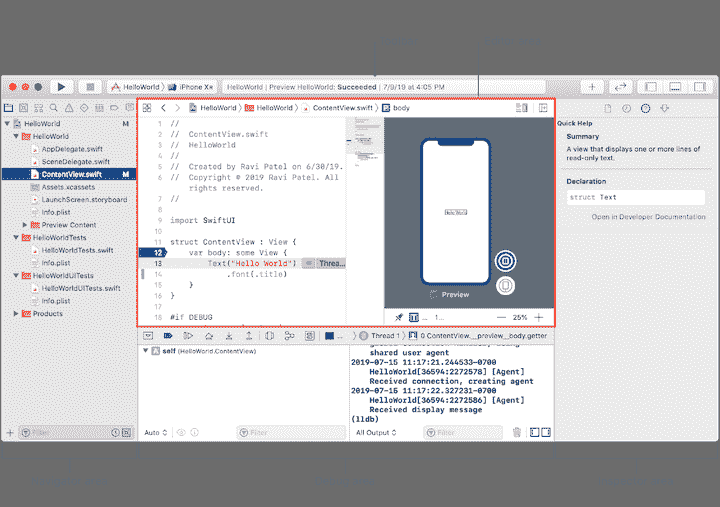 HelloWorld iPhone Xʀ HelloWorld | Preview HelloWorld: Succeeded | 7/9/19 at 4:05 PM
HelloWorld M
HelloWorld
AppDelegate.swift
SceneDelegate.swift
ContentView.swift M
Assets.xcassets
LaunchScreen.storyboard
Info.plist
Preview Content
HelloWorldTests
HelloWorldTests.swift
Info.plist
HelloWorldUITests
HelloWorldUITests.swift
Info.plist
Products
Filter
HelloWorld HelloWorld ContentView.swift body
1 //
2 // ContentView.swift
3 // HelloWorld
4 //
5 // Created by Ravi Patel on 6/30/19.
6 // Copyright © 2019 Ravi Patel. All
rights reserved.
7 //
8
9 import SwiftUI
10
11 struct ContentView : View {
12 var body: some View {
13 Text("Hello World") Threa...
14 .font(.title)
15 }
16 }
17
18 #if DEBUG
Hello World
Preview
1... 25%
Quick Help
Summary
A view that displays one or more lines of
read-only text.
Declaration
struct Text
Open in Developer Documentation
... Thread 1 0 ContentView.__preview__body.getter
A self (HelloWorld.ContentView)
Auto Filter
shared user agent
2019-07-15 11:17:21.244533-0700
HelloWorld[36594:2272578] [Agent]
Received connection, creating agent
2019-07-15 11:17:22.327231-0000
HelloWorld[36594:2272586] [Agent]
Received display message
(lldb)
All Output Filter